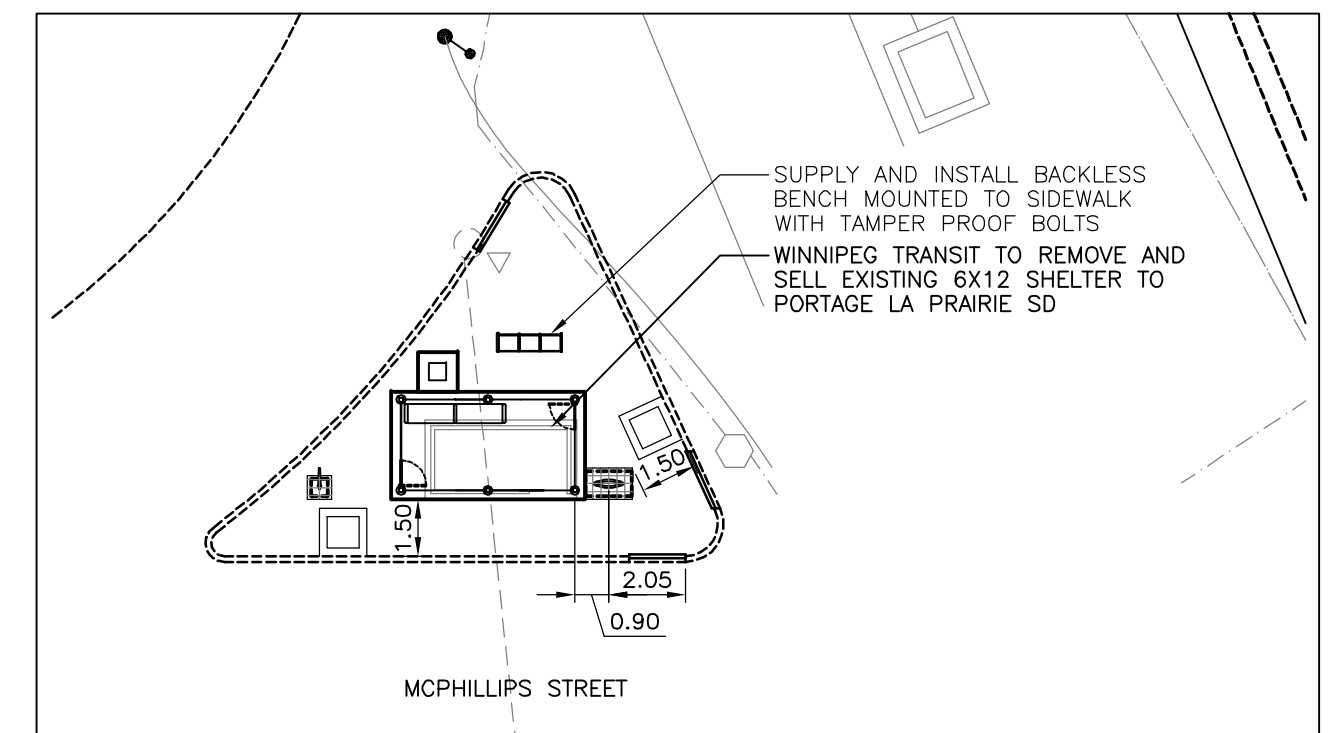 SUPPLY AND INSTALL BACKLESS
BENCH MOUNTED TO SIDEWALK
WITH TAMPER PROOF BOLTS
WINNIPEG TRANSIT TO REMOVE AND
SELL EXISTING 6X12 SHELTER TO
PORTAGE LA PRAIRIE SD
1.50
1.50
2.05
0.90
MCPHILLIPS STREET